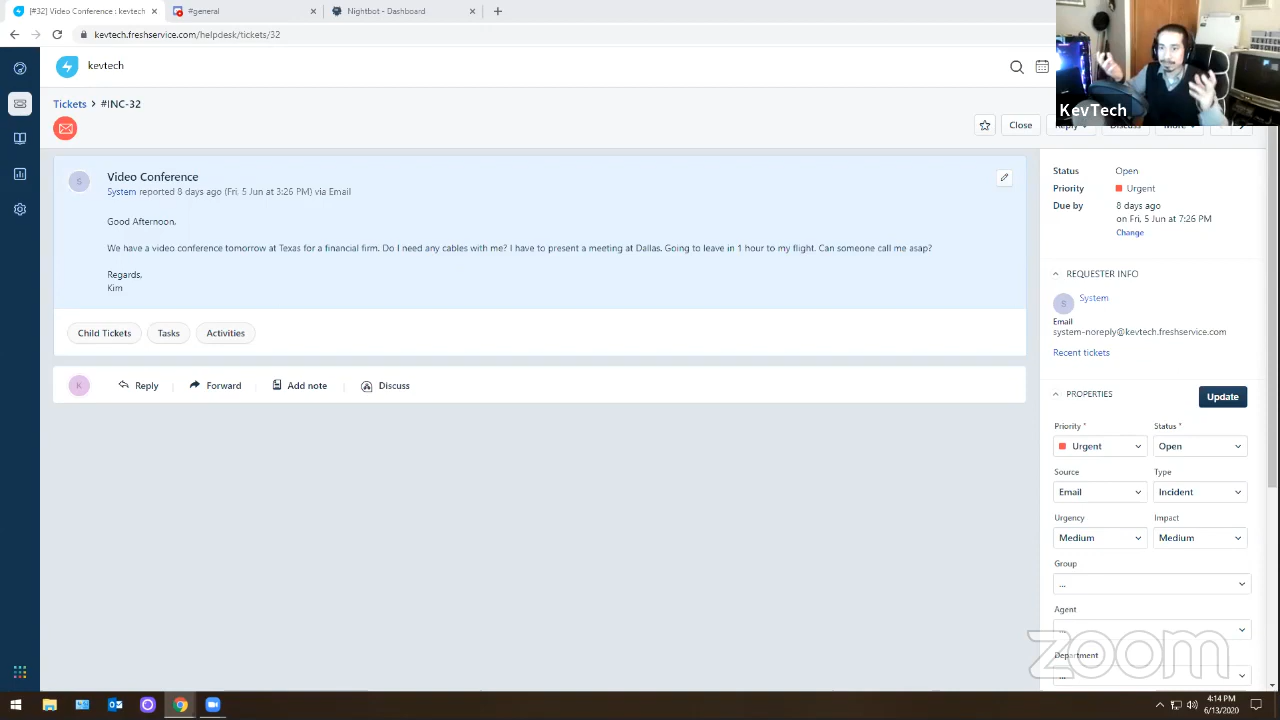 [#32] Video Conference : kevtech
#general
Nightbot - Dashboard
kevtech.freshservice.com/helpdesk/tickets/32
kevtech
Tickets > #INC-32
Close
Reply
Discuss
More
KevTech
S
Video Conference
System reported 8 days ago (Fri, 5 Jun at 3:26 PM) via Email
Good Afternoon,
We have a video conference tomorrow at Texas for a financial firm. Do I need any cables with me? I have to present a meeting at Dallas. Going to leave in 1 hour to my flight. Can someone call me asap?
Regards,
Kim
Child Tickets
Tasks
Activities
K
Reply
Forward
Add note
Discuss
Status Open
Priority Urgent
Due by 8 days ago
on Fri, 5 Jun at 7:26 PM
Change
REQUESTER INFO
S
System
Email
system-noreply@kevtech.freshservice.com
Recent tickets
PROPERTIES
Update
Priority * Status *
Urgent Open
Source Type
Email Incident
Urgency Impact
Medium Medium
Group
...
Agent
...
Department
...
zoom
4:14 PM
6/13/2020